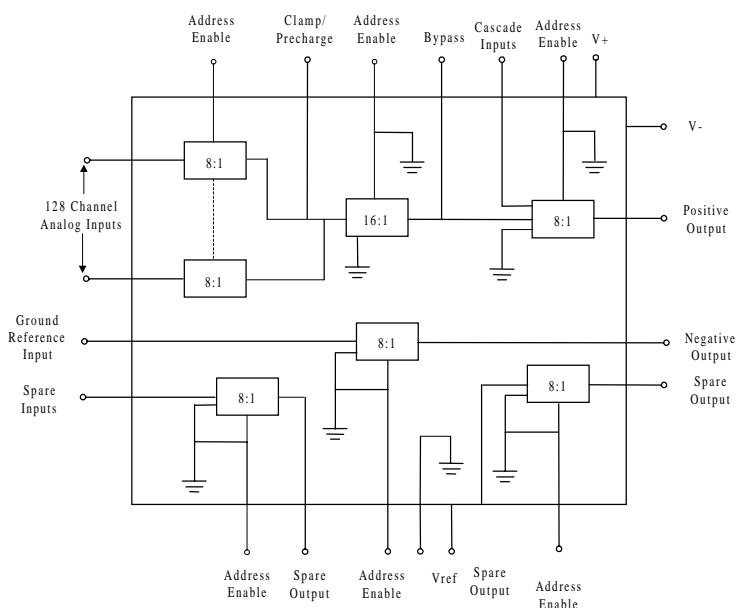 Address
Enable
Clamp/
Precharge
Address
Enable
Bypass
Cascade
Inputs
Address
Enable
V+
V-
8:1
128 Channel
Analog Inputs
8:1
16:1
8:1
Positive
Output
Ground
Reference
Input
8:1
Negative
Output
Spare
Inputs
8:1
8:1
Spare
Output
Address
Enable
Spare
Output
Address
Enable
Vref
Spare
Output
Address
Enable